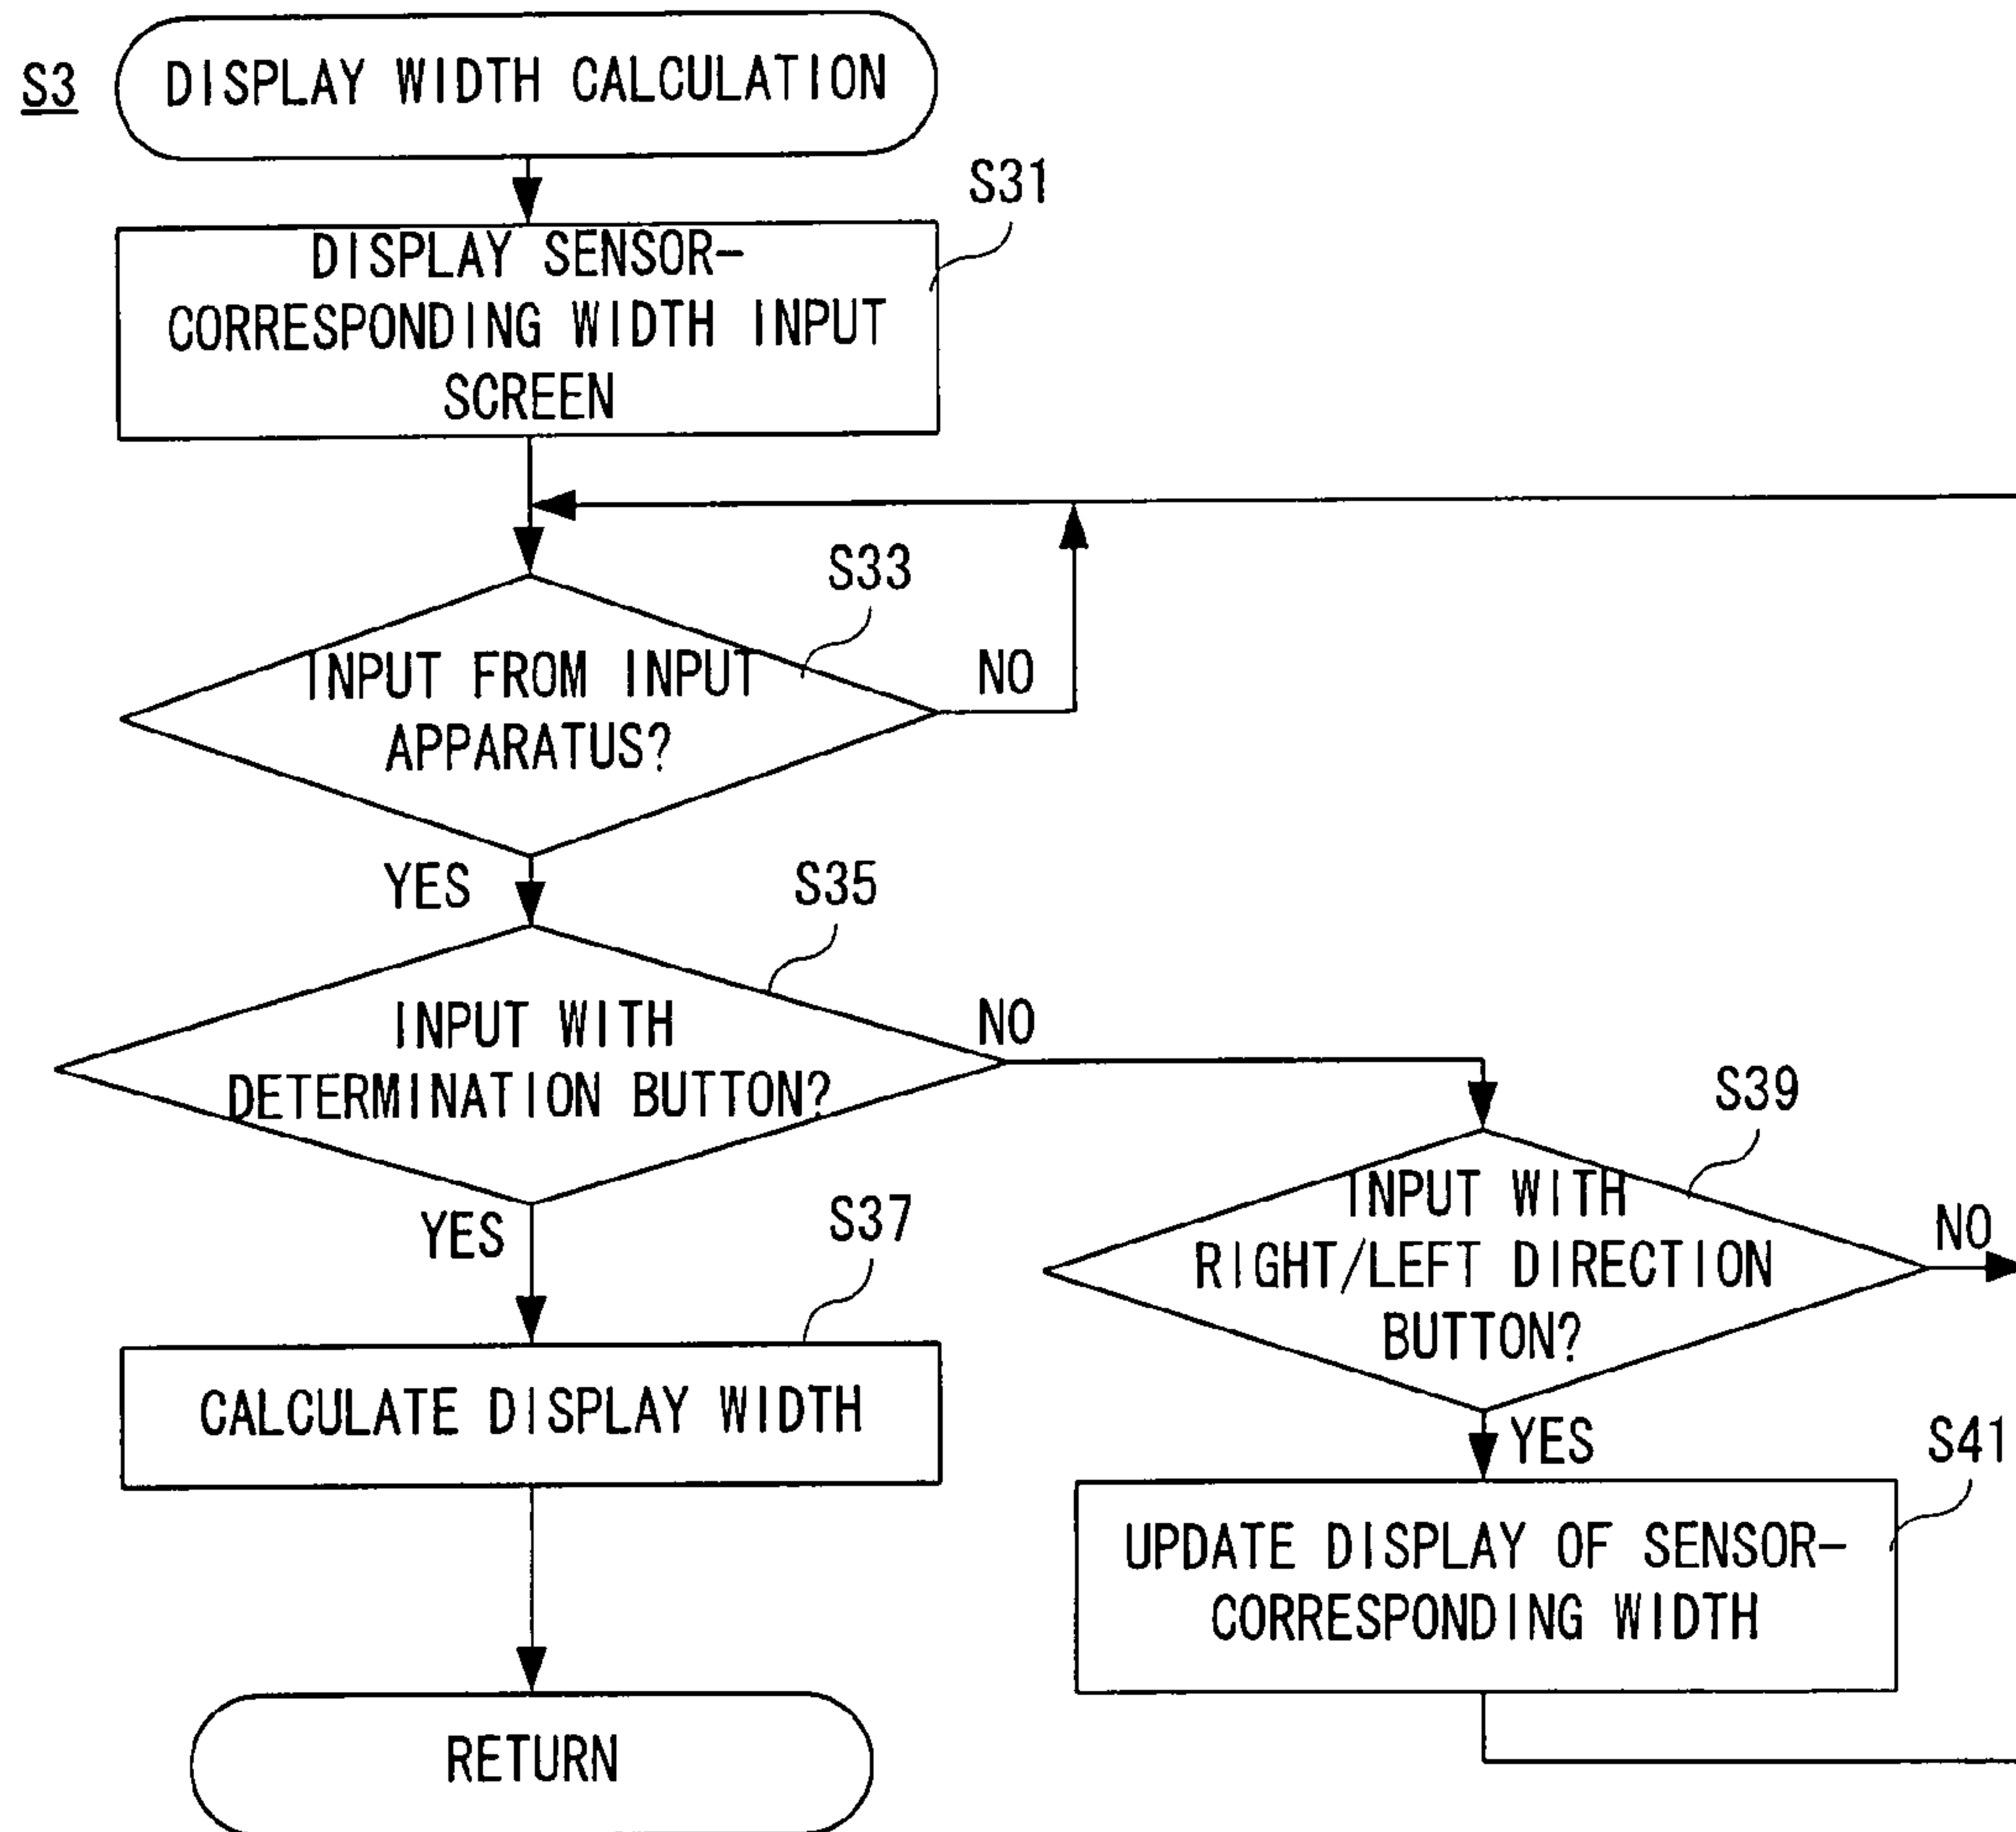 S3
DISPLAY WIDTH CALCULATION
S31
DISPLAY SENSOR-
CORRESPONDING WIDTH INPUT
SCREEN
S33
INPUT FROM INPUT
APPARATUS?
NO
YES
S35
INPUT WITH
DETERMINATION BUTTON?
NO
YES
S37
CALCULATE DISPLAY WIDTH
RETURN
S39
INPUT WITH
RIGHT/LEFT DIRECTION
BUTTON?
NO
YES
S41
UPDATE DISPLAY OF SENSOR-
CORRESPONDING WIDTH